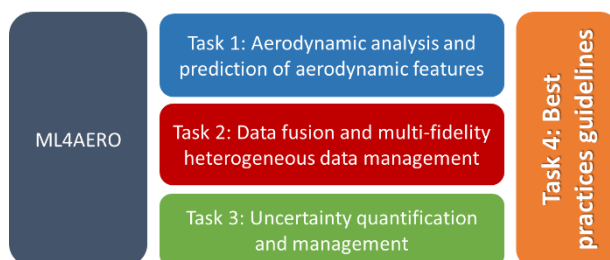 ML4AERO
Task 1: Aerodynamic analysis and
prediction of aerodynamic features
Task 2: Data fusion and multi-fidelity
heterogeneous data management
Task 3: Uncertainty quantification
and management
Task 4: Best
practices guidelines